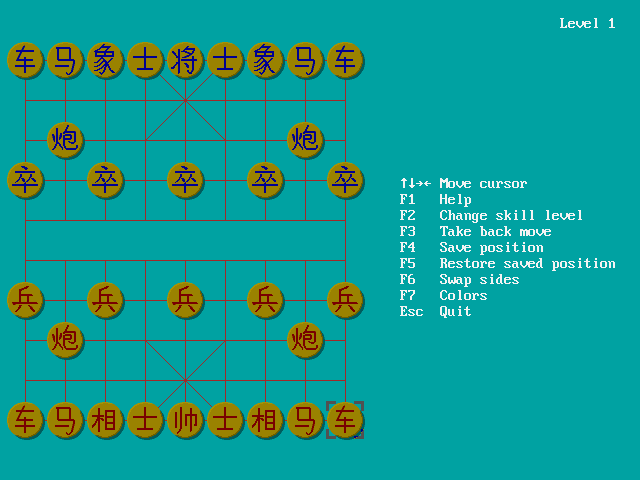 Level 1
车马象士将士象马车
炮 炮
卒 卒 卒 卒 卒
↑↓→← Move cursor
F1 Help
F2 Change skill level
F3 Take back move
F4 Save position
F5 Restore saved position
F6 Swap sides
F7 Colors
Esc Quit
兵 兵 兵 兵 兵
炮 炮
车马相士帅士相马车